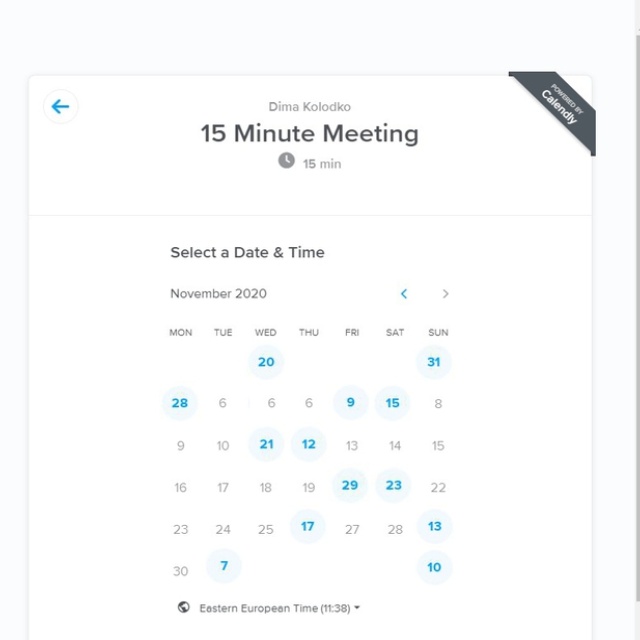 POWERED BY
Calendly
Dima Kolodko
15 Minute Meeting
15 min
Select a Date & Time
November 2020
MON TUE WED THU FRI SAT SUN
20 31
28 6 6 6 9 15 8
9 10 21 12 13 14 15
16 17 18 19 29 23 22
23 24 25 17 27 28 13
30 7 10
Eastern European Time (11:38)